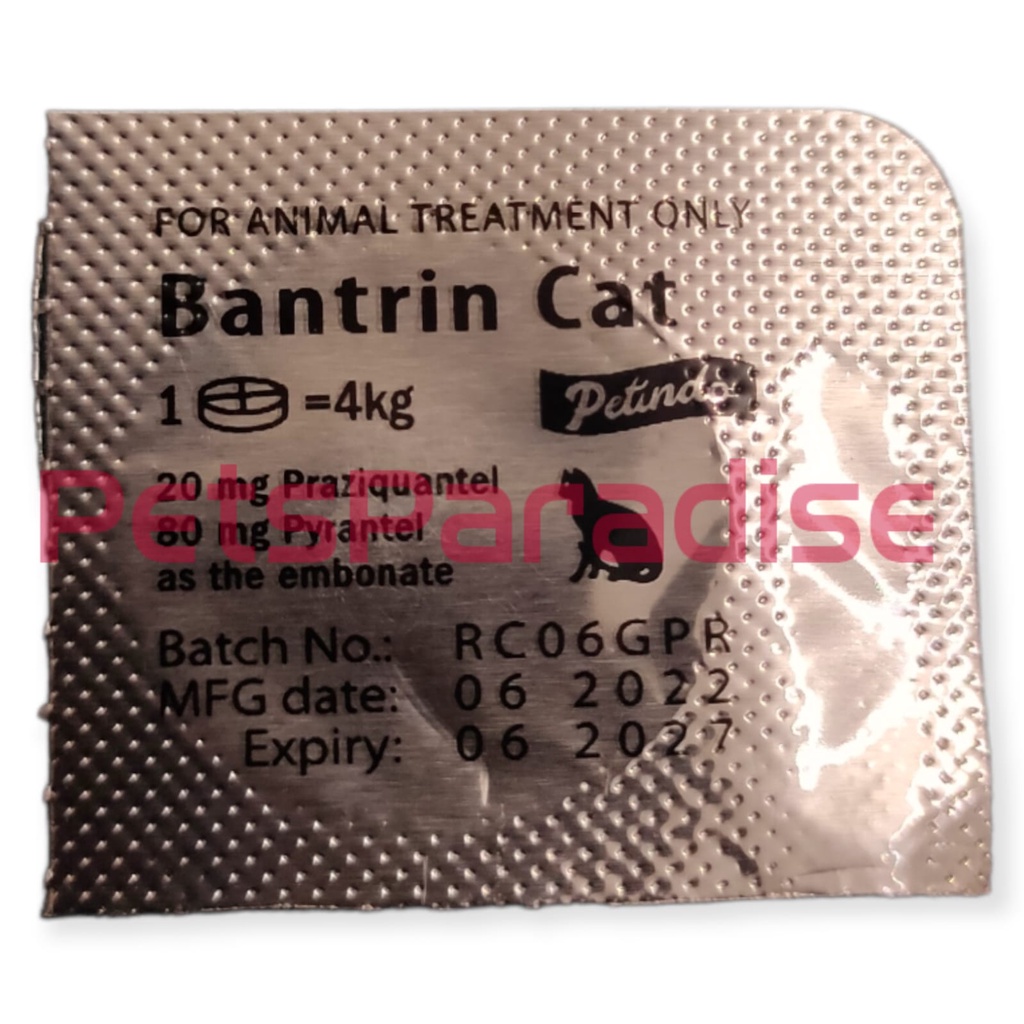 FOR ANIMAL TREATMENT ONLY
Bantrin Cat
1 =4kg
Petindo
PetsParadise
20 mg Praziquantel
80 mg Pyrantel
as the embonate
Batch No.: RC06GPR
MFG date: 06 2022
Expiry: 06 2027